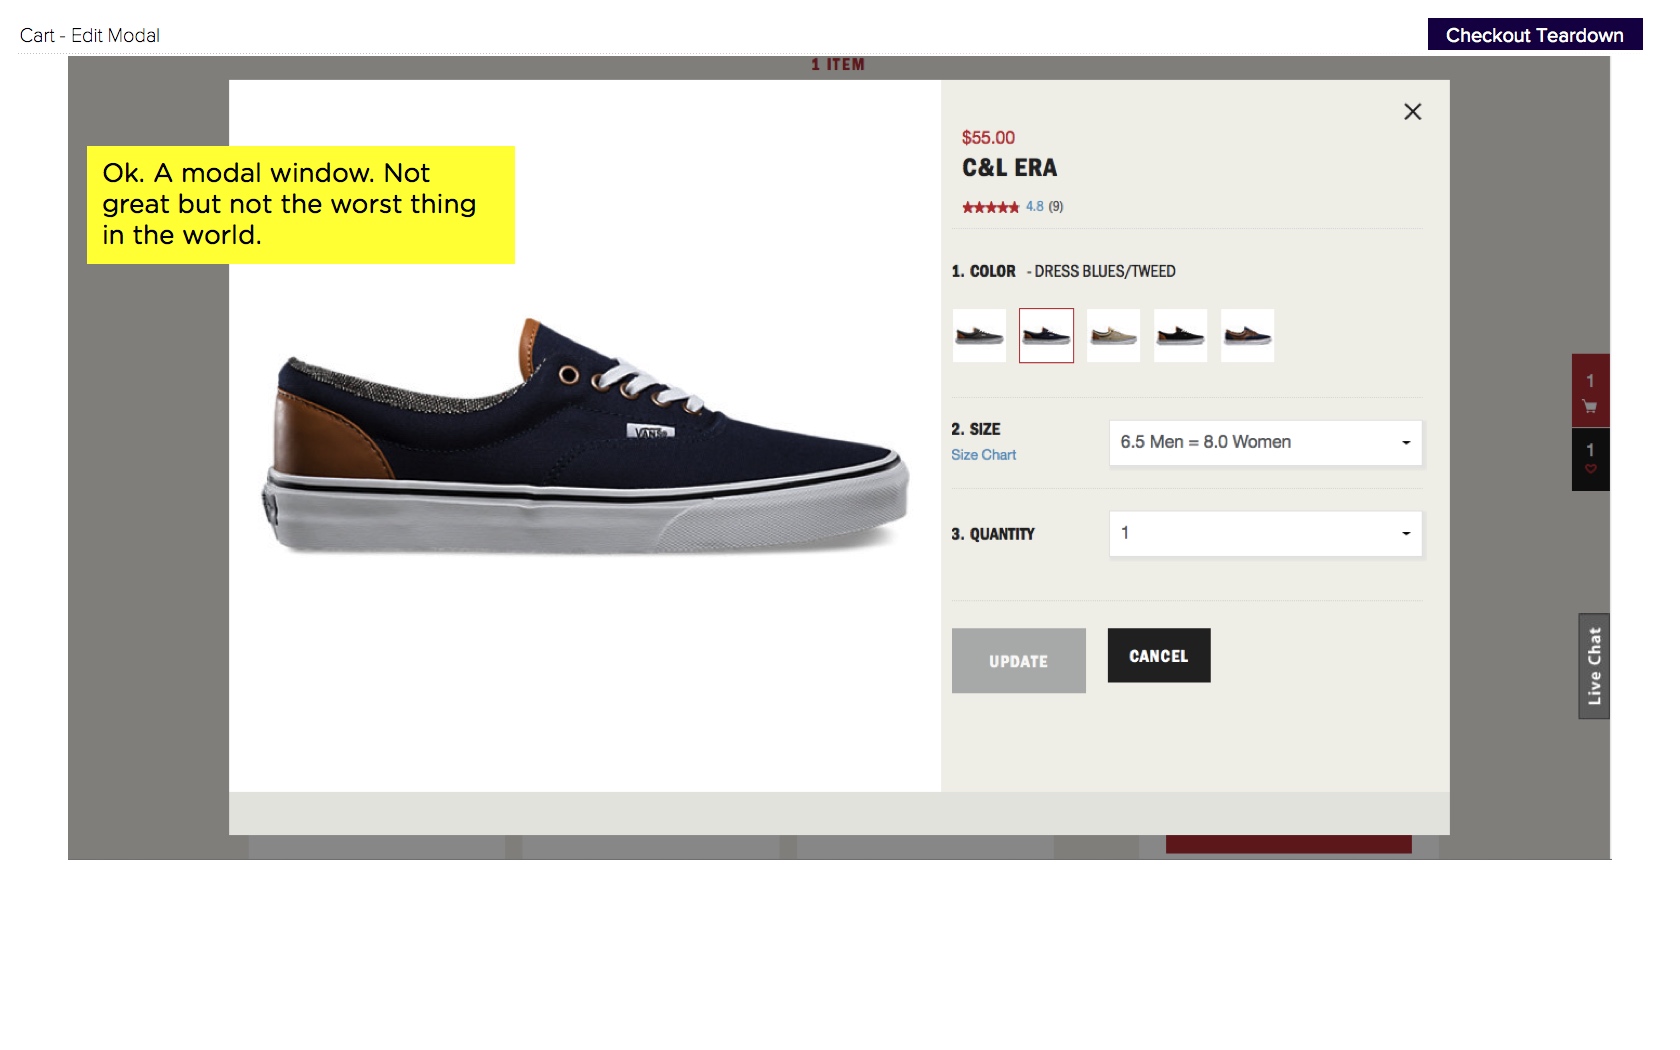 Cart - Edit Modal
Checkout Teardown
1 ITEM
Ok. A modal window. Not
great but not the worst thing
in the world.
$55.00
C&L ERA
4.8 (9)
1. COLOR - DRESS BLUES/TWEED
2. SIZE
Size Chart
6.5 Men = 8.0 Women
3. QUANTITY
1
UPDATE
CANCEL
VANS
1
1
Live Chat